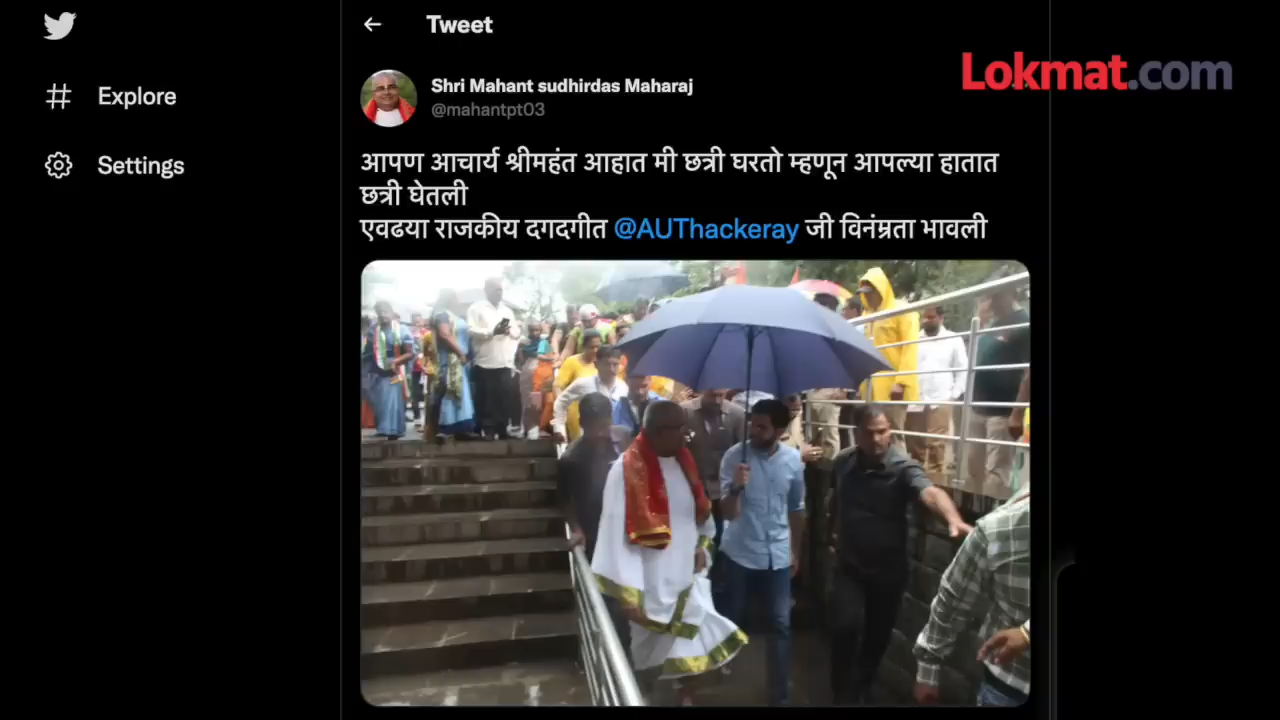 Tweet
Lokmat.com
Explore
Settings
Shri Mahant sudhirdas Maharaj
@mahantpt03
आपण आचार्य श्रीमहंत आहात मी छत्री घरतो म्हणून आपल्या हातात
छत्री घेतली
एवढया राजकीय दगदगीत @AUThackeray जी विनंम्रता भावली